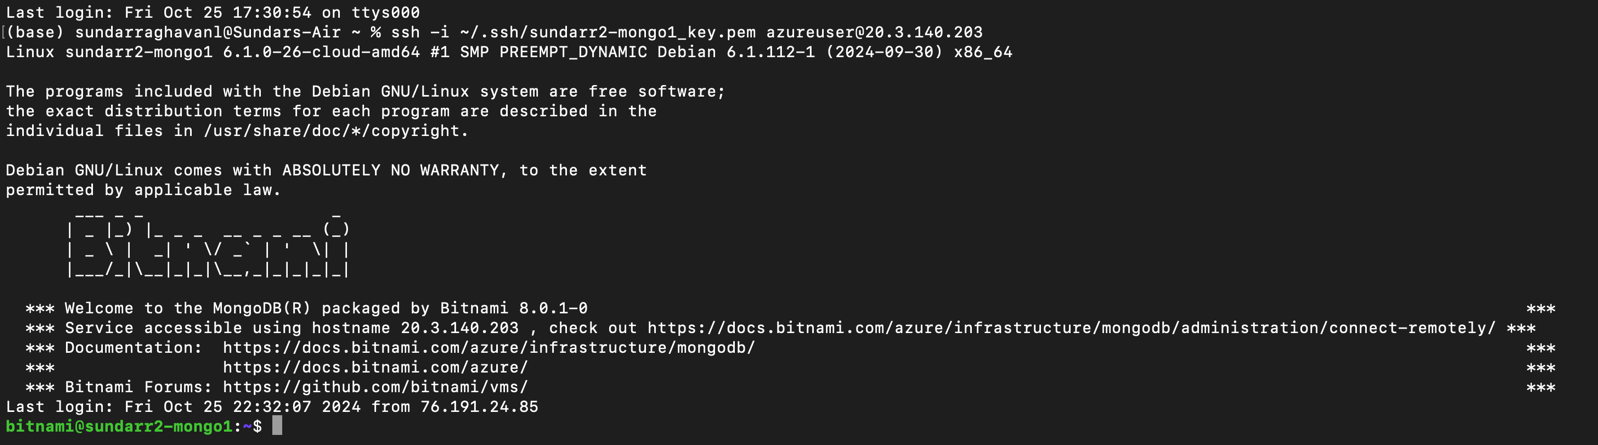 Last login: Fri Oct 25 17:30:54 on ttys000
(base) sundarraghavanl@Sundars-Air ~ % ssh -i ~/.ssh/sundarr2-mongo1_key.pem azureuser@20.3.140.203
Linux sundarr2-mongo1 6.1.0-26-cloud-amd64 #1 SMP PREEMPT_DYNAMIC Debian 6.1.112-1 (2024-09-30) x86_64
The programs included with the Debian GNU/Linux system are free software;
the exact distribution terms for each program are described in the
individual files in /usr/share/doc/*/copyright.
Debian GNU/Linux comes with ABSOLUTELY NO WARRANTY, to the extent
permitted by applicable law.
       ___ _ _                   _
      | _ |_) |_ _ _  __ _ _ __ (_)
      | _ \ |  _| ' \/ _` | '  \| |
      |___/_|\__|_|_|\__,_|_|_|_|_|
  *** Welcome to the MongoDB(R) packaged by Bitnami 8.0.1-0 ***
  *** Service accessible using hostname 20.3.140.203 , check out https://docs.bitnami.com/azure/infrastructure/mongodb/administration/connect-remotely/ ***
  *** Documentation:  https://docs.bitnami.com/azure/infrastructure/mongodb/ ***
  ***                 https://docs.bitnami.com/azure/ ***
  *** Bitnami Forums: https://github.com/bitnami/vms/ ***
Last login: Fri Oct 25 22:32:07 2024 from 76.191.24.85
bitnami@sundarr2-mongo1:~$